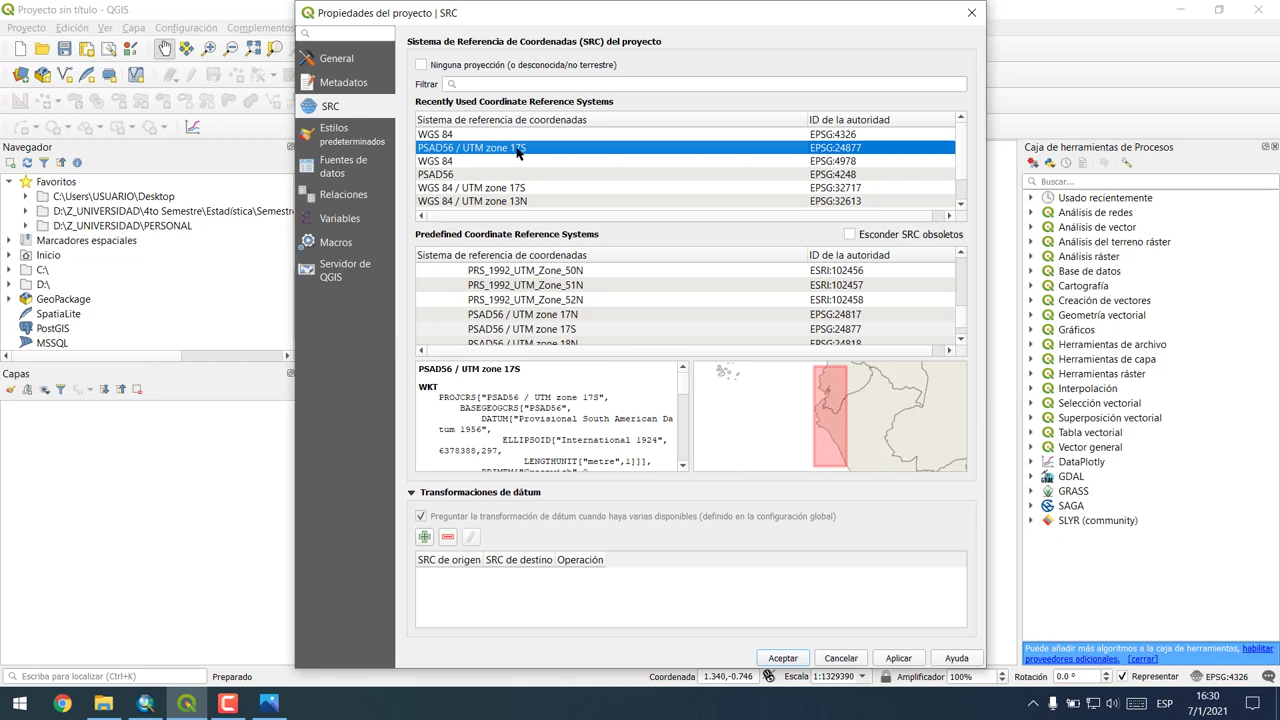 Proyecto sin título - QGIS
Proyecto Edición Ver Capa Configuración Complementos
Navegador
Favoritos
C:\Users\USUARIO\Desktop
D:\Z_UNIVERSIDAD\4to Semestre\Estadística\Semestre
D:\Z_UNIVERSIDAD\PERSONAL
Marcadores espaciales
Inicio
C:\
D:\
GeoPackage
SpatiaLite
PostGIS
MSSQL
Capas
Propiedades del proyecto | SRC
General
Metadatos
SRC
Estilos
predeterminados
Fuentes de
datos
Relaciones
Variables
Macros
Servidor de
QGIS
Sistema de Referencia de Coordenadas (SRC) del proyecto
Ninguna proyección (o desconocida/no terrestre)
Filtrar
Recently Used Coordinate Reference Systems
Sistema de referencia de coordenadas ID de la autoridad
WGS 84 EPSG:4326
PSAD56 / UTM zone 17S EPSG:24877
WGS 84 EPSG:4978
PSAD56 EPSG:4248
WGS 84 / UTM zone 17S EPSG:32717
WGS 84 / UTM zone 13N EPSG:32613
Predefined Coordinate Reference Systems Esconder SRC obsoletos
Sistema de referencia de coordenadas ID de la autoridad
PRS_1992_UTM_Zone_50N ESRI:102456
PRS_1992_UTM_Zone_51N ESRI:102457
PRS_1992_UTM_Zone_52N ESRI:102458
PSAD56 / UTM zone 17N EPSG:24817
PSAD56 / UTM zone 17S EPSG:24877
PSAD56 / UTM zone 18N EPSG:24818
PSAD56 / UTM zone 17S
WKT
PROJCRS["PSAD56 / UTM zone 17S",
BASEGEOGCRS["PSAD56",
DATUM["Provisional South American Da
tum 1956",
ELLIPSOID["International 1924",
6378388,297,
LENGTHUNIT["metre",1]]],
Transformaciones de dátum
Preguntar la transformación de dátum cuando haya varias disponibles (definido en la configuración global)
SRC de origen SRC de destino Operación
Aceptar Cancelar Aplicar Ayuda
Caja de herramientas de Procesos
Buscar...
Usado recientemente
Análisis de redes
Análisis de vector
Análisis del terreno ráster
Análisis ráster
Base de datos
Cartografía
Creación de vectores
Geometría vectorial
Gráficos
Herramientas de archivo
Herramientas de capa
Herramientas ráster
Interpolación
Selección vectorial
Superposición vectorial
Tabla vectorial
Vector general
DataPlotly
GDAL
GRASS
SAGA
SLYR (community)
Puede añadir más algoritmos a la caja de herramientas, habilitar
proveedores adicionales. [cerrar]
Escriba para localizar (Ctrl+K) Preparado Coordenada 1.340,-0.746 Escala 1:1329390 Amplificador 100% Rotación 0.0 ° Representar EPSG:4326
ESP
16:30
7/1/2021